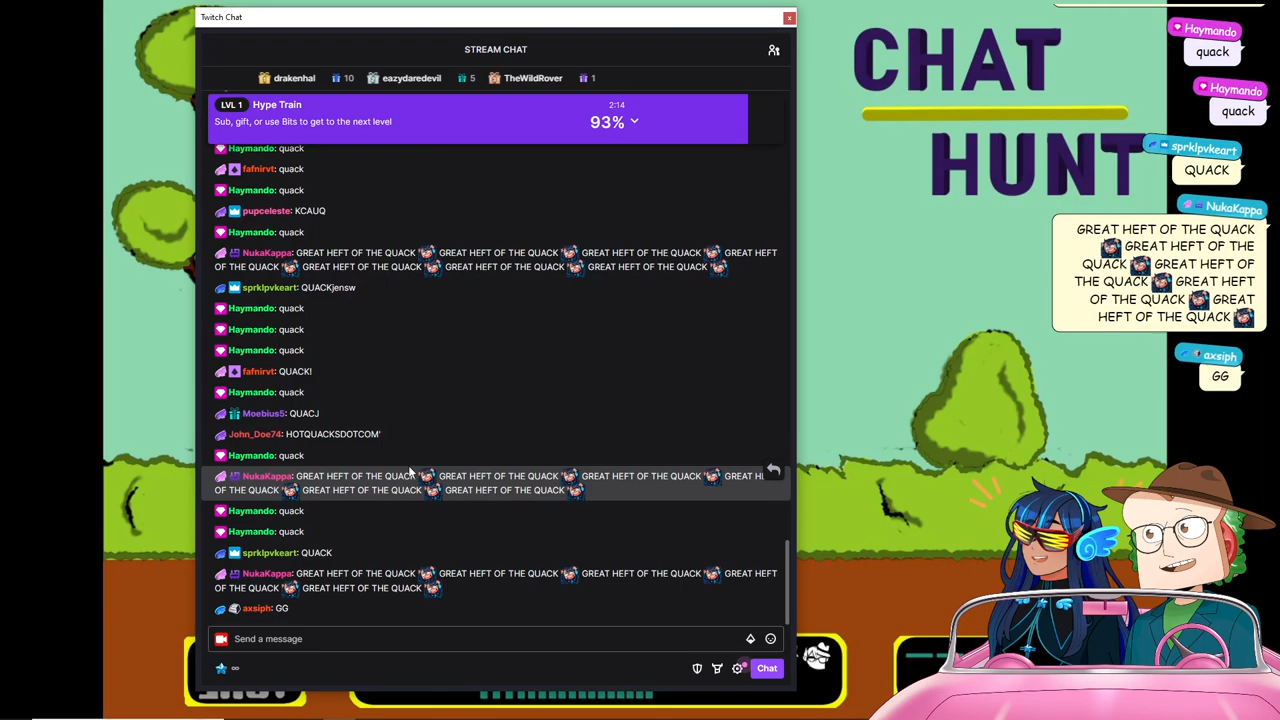 Twitch Chat
STREAM CHAT
drakenhal 10 eazydaredevil 5 TheWildRover 1
LVL 1 Hype Train 2:14
Sub, gift, or use Bits to get to the next level 93%
Haymando: quack
fafnirvt: quack
Haymando: quack
pupceleste: KCAUQ
Haymando: quack
NukaKappa: GREAT HEFT OF THE QUACK GREAT HEFT OF THE QUACK GREAT HEFT OF THE QUACK GREAT HEFT
OF THE QUACK GREAT HEFT OF THE QUACK GREAT HEFT OF THE QUACK GREAT HEFT OF THE QUACK
sprklpvkeart: QUACKjensw
Haymando: quack
Haymando: quack
Haymando: quack
fafnirvt: QUACK!
Haymando: quack
Moebius5: QUACJ
John_Doe74: HOTQUACKSDOTCOM'
Haymando: quack
NukaKappa: GREAT HEFT OF THE QUACK GREAT HEFT OF THE QUACK GREAT HEFT OF THE QUACK GREAT
OF THE QUACK GREAT HEFT OF THE QUACK GREAT HEFT OF THE QUACK
Haymando: quack
Haymando: quack
sprklpvkeart: QUACK
NukaKappa: GREAT HEFT OF THE QUACK GREAT HEFT OF THE QUACK GREAT HEFT OF THE QUACK GREAT HEFT
OF THE QUACK GREAT HEFT OF THE QUACK
axsiph: GG
Send a message
Chat
CHAT
HUNT
Haymando
quack
Haymando
quack
sprklpvkeart
QUACK
NukaKappa
GREAT HEFT OF THE QUACK
GREAT HEFT OF THE
QUACK GREAT HEFT OF
THE QUACK GREAT HEFT
OF THE QUACK GREAT
HEFT OF THE QUACK
axsiph
GG